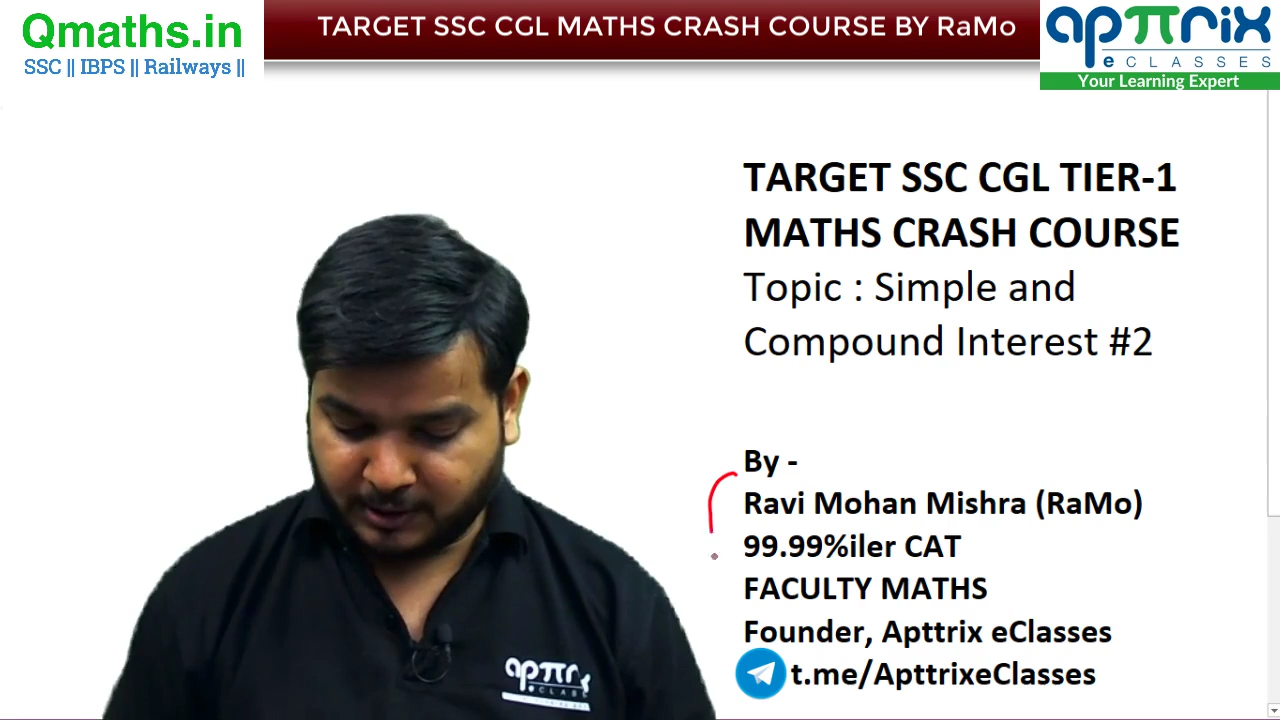 Qmaths.in
SSC || IBPS || Railways ||
TARGET SSC CGL MATHS CRASH COURSE BY RaMo
apπrix
e CLASSES
Your Learning Expert
TARGET SSC CGL TIER-1
MATHS CRASH COURSE
Topic : Simple and
Compound Interest #2
By -
Ravi Mohan Mishra (RaMo)
99.99%iler CAT
FACULTY MATHS
Founder, Apttrix eClasses
t.me/ApttrixeClasses